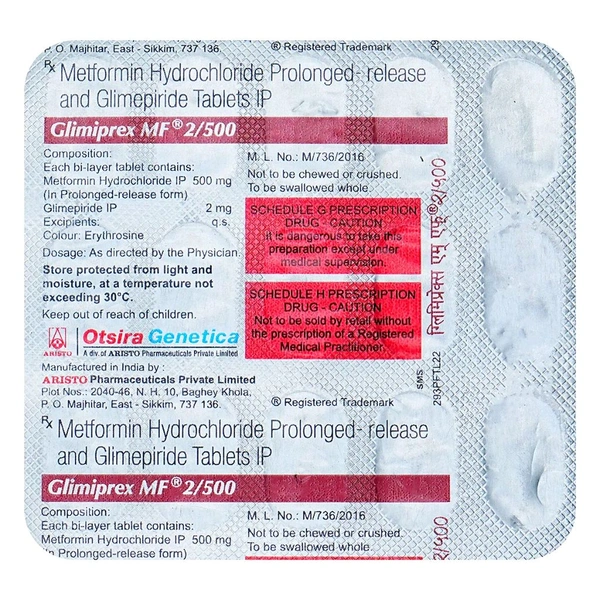 P. O. Majhitar, East - Sikkim, 737 136.
® Registered Trademark
29
Rx Metformin Hydrochloride Prolonged- release
and Glimepiride Tablets IP
Glimiprex MF® 2/500
Composition:
Each bi-layer tablet contains:
Metformin Hydrochloride IP 500 mg
(In Prolonged-release form)
Glimepiride IP 2 mg
Excipients: q.s.
Colour: Erythrosine
Dosage: As directed by the Physician.
Store protected from light and
moisture, at a temperature not
exceeding 30°C.
Keep out of reach of children.
M. L. No.: M/736/2016
Not to be chewed or crushed.
To be swallowed whole.
SCHEDULE G PRESCRIPTION
DRUG - CAUTION
It is dangerous to take this
preparation except under
medical supervision.
SCHEDULE H PRESCRIPTION
DRUG - CAUTION
Not to be sold by retail without
the prescription of a Registered
Medical Practitioner.
ग्लिमिप्रेक्स एम् एफ्® २/५००
SMS
293PFTL22
ARISTO
Otsira Genetica
A div. of ARISTO Pharmaceuticals Private Limited
Manufactured in India by :
ARISTO Pharmaceuticals Private Limited
Plot Nos.: 2040-46, N. H. 10, Baghey Khola,
P. O. Majhitar, East - Sikkim, 737 136.
® Registered Trademark
Rx Metformin Hydrochloride Prolonged- release
and Glimepiride Tablets IP
Glimiprex MF® 2/500
Composition:
Each bi-layer tablet contains:
Metformin Hydrochloride IP 500 mg
(In Prolonged-release form)
M. L. No.: M/736/2016
Not to be chewed or crushed.
To be swallowed whole.
२/५००